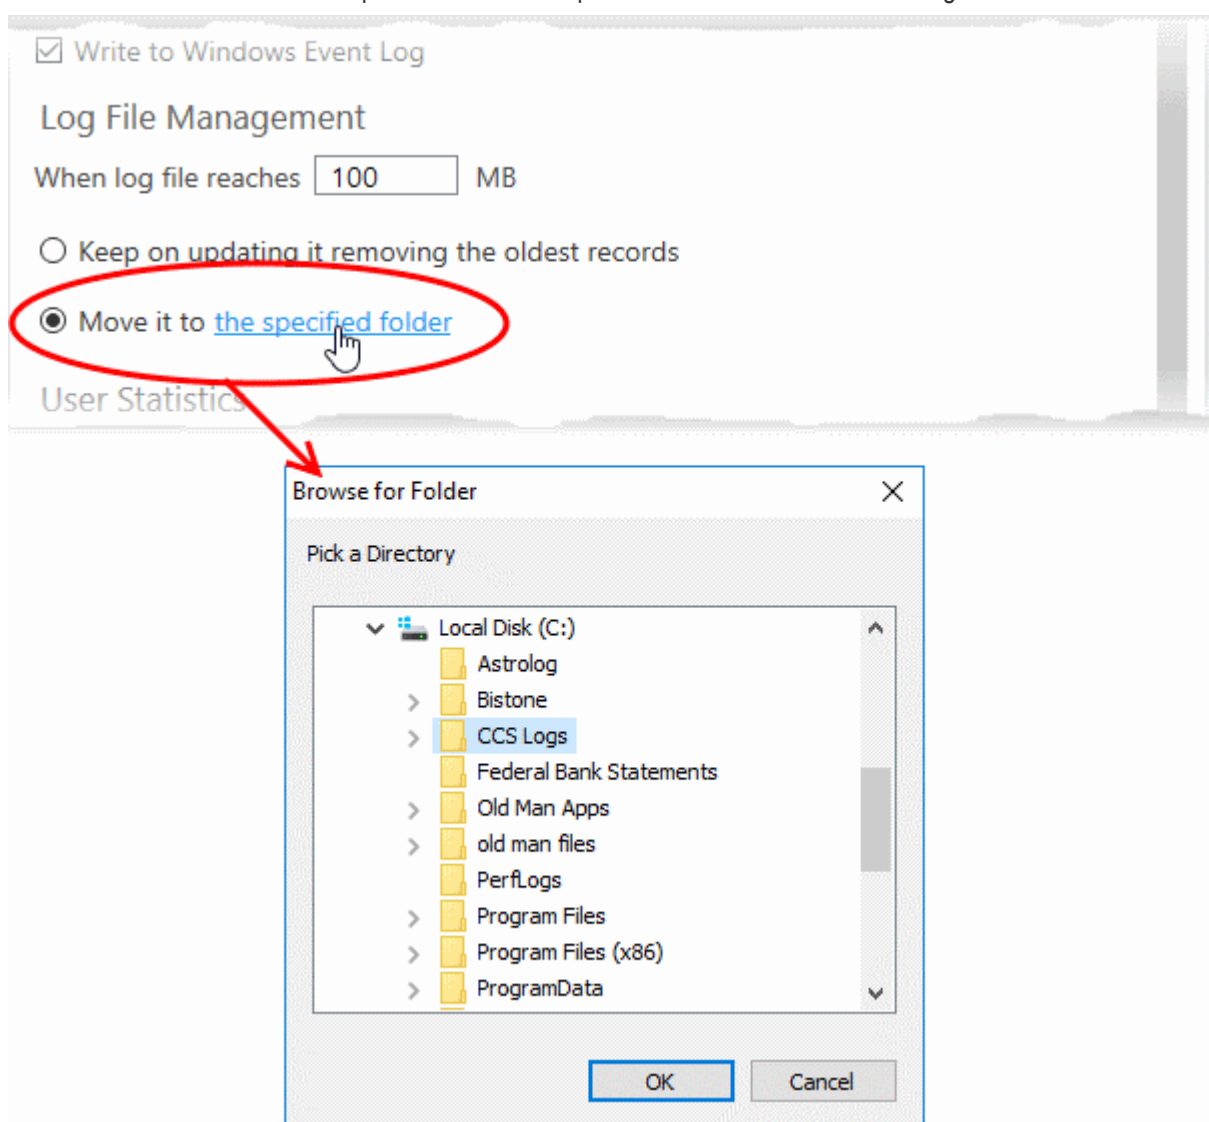 Write to Windows Event Log
Log File Management
When log file reaches 100 MB
Keep on updating it removing the oldest records
Move it to the specified folder
User Statistics
Browse for Folder
Pick a Directory
Local Disk (C:)
Astrolog
Bistone
CCS Logs
Federal Bank Statements
Old Man Apps
old man files
PerfLogs
Program Files
Program Files (x86)
ProgramData
OK Cancel